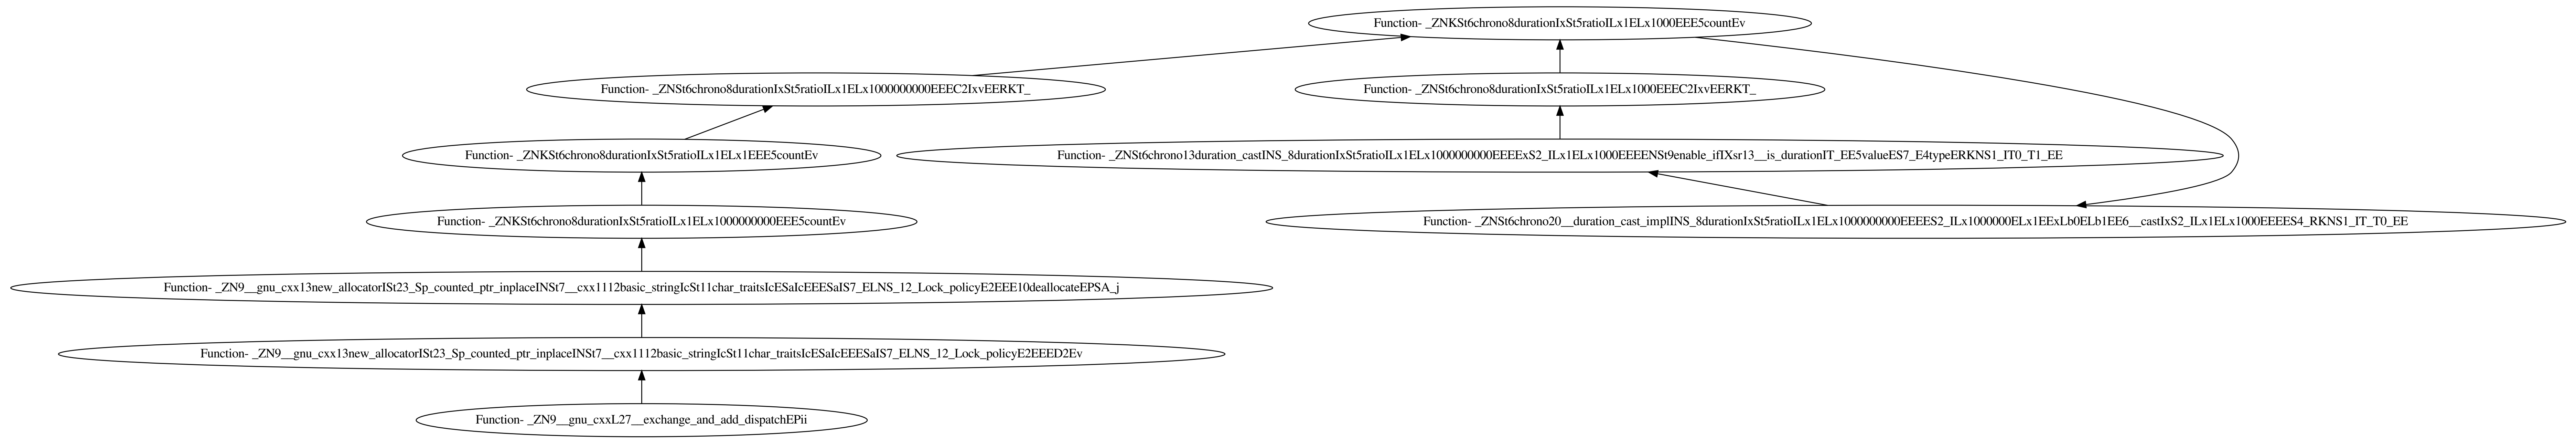 Function- _ZNKSt6chrono8durationIxSt5ratioILx1ELx1000EEE5countEv
Function- _ZNSt6chrono8durationIxSt5ratioILx1ELx1000000000EEEC2IxvEERKT_
Function- _ZNSt6chrono8durationIxSt5ratioILx1ELx1000EEEC2IxvEERKT_
Function- _ZNKSt6chrono8durationIxSt5ratioILx1ELx1EEE5countEv
Function- _ZNSt6chrono13duration_castINS_8durationIxSt5ratioILx1ELx1000000000EEEExS2_ILx1ELx1000EEEENSt9enable_ifIXsr13__is_durationIT_EE5valueES7_E4typeERKNS1_IT0_T1_EE
Function- _ZNKSt6chrono8durationIxSt5ratioILx1ELx1000000000EEE5countEv
Function- _ZNSt6chrono20__duration_cast_implINS_8durationIxSt5ratioILx1ELx1000000000EEEES2_ILx1000000ELx1EExLb0ELb1EE6__castIxS2_ILx1ELx1000EEEES4_RKNS1_IT_T0_EE
Function- _ZN9__gnu_cxx13new_allocatorISt23_Sp_counted_ptr_inplaceINSt7__cxx1112basic_stringIcSt11char_traitsIcESaIcEEESaIS7_ELNS_12_Lock_policyE2EEE10deallocateEPSA_j
Function- _ZN9__gnu_cxx13new_allocatorISt23_Sp_counted_ptr_inplaceINSt7__cxx1112basic_stringIcSt11char_traitsIcESaIcEEESaIS7_ELNS_12_Lock_policyE2EEED2Ev
Function- _ZN9__gnu_cxxL27__exchange_and_add_dispatchEPii